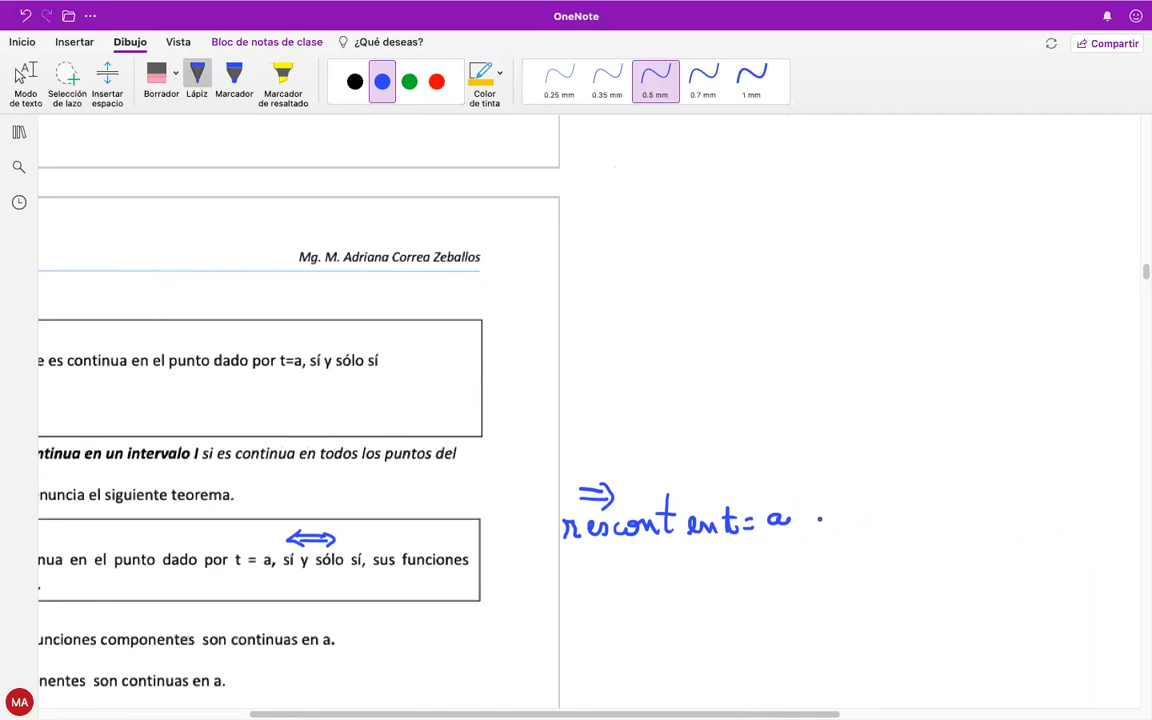 OneNote
Inicio Insertar Dibujo Vista Bloc de notas de clase ¿Qué deseas? Compartir
Modo de texto Selección de lazo Insertar espacio Borrador Lápiz Marcador Marcador de resaltado Color de tinta 0.25 mm 0.35 mm 0.5 mm 0.7 mm 1 mm
Mg. M. Adriana Correa Zeballos
e es continua en el punto dado por t=a, sí y sólo sí
ntinua en un intervalo I si es continua en todos los puntos del
nuncia el siguiente teorema.
⇒
r es cont en t = a
⇔
nua en el punto dado por t = a, sí y sólo sí, sus funciones
.
unciones componentes son continuas en a.
nentes son continuas en a.
MA